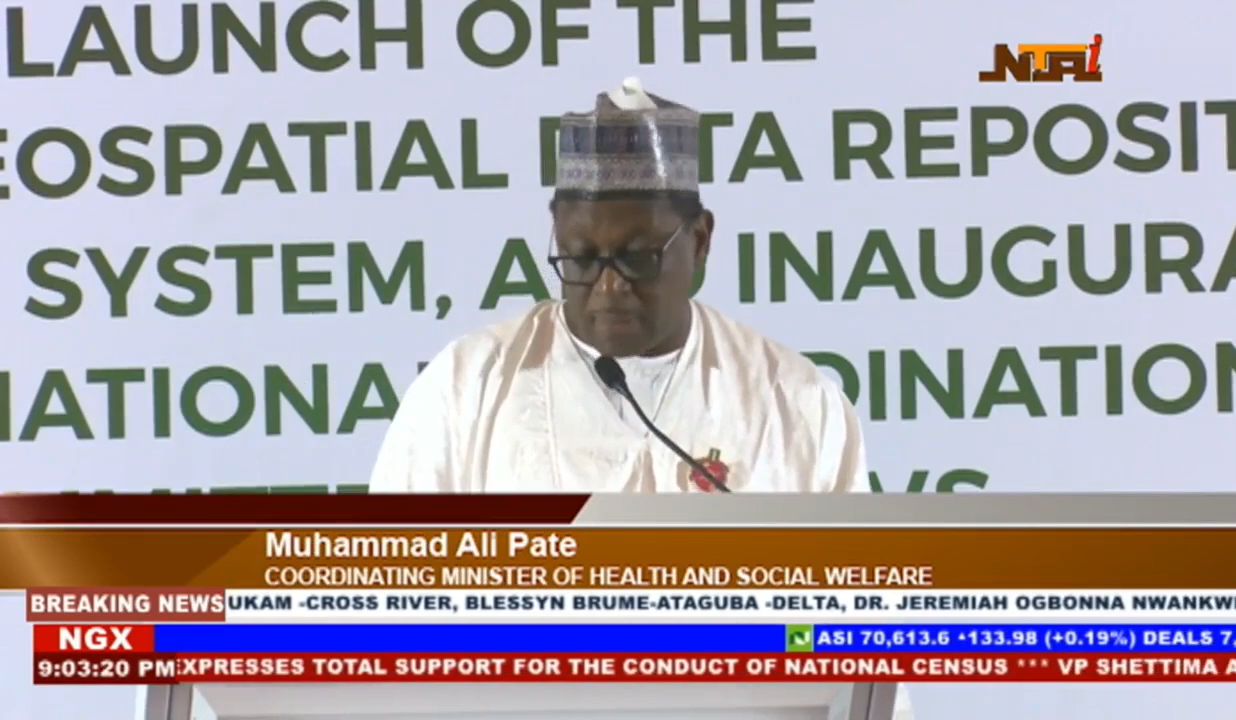 LAUNCH OF THE
NTAi
EOSPATIAL D TA REPOSIT
SYSTEM, A D INAUGURA
NATIONA DINATION
VS
Muhammad Ali Pate
COORDINATING MINISTER OF HEALTH AND SOCIAL WELFARE
BREAKING NEWS UKAM -CROSS RIVER, BLESSYN BRUME-ATAGUBA -DELTA, DR. JEREMIAH OGBONNA NWANKW
NGX N ASI 70,613.6 +133.98 (+0.19%) DEALS 7,
9:03:20 PM EXPRESSES TOTAL SUPPORT FOR THE CONDUCT OF NATIONAL CENSUS *** VP SHETTIMA A